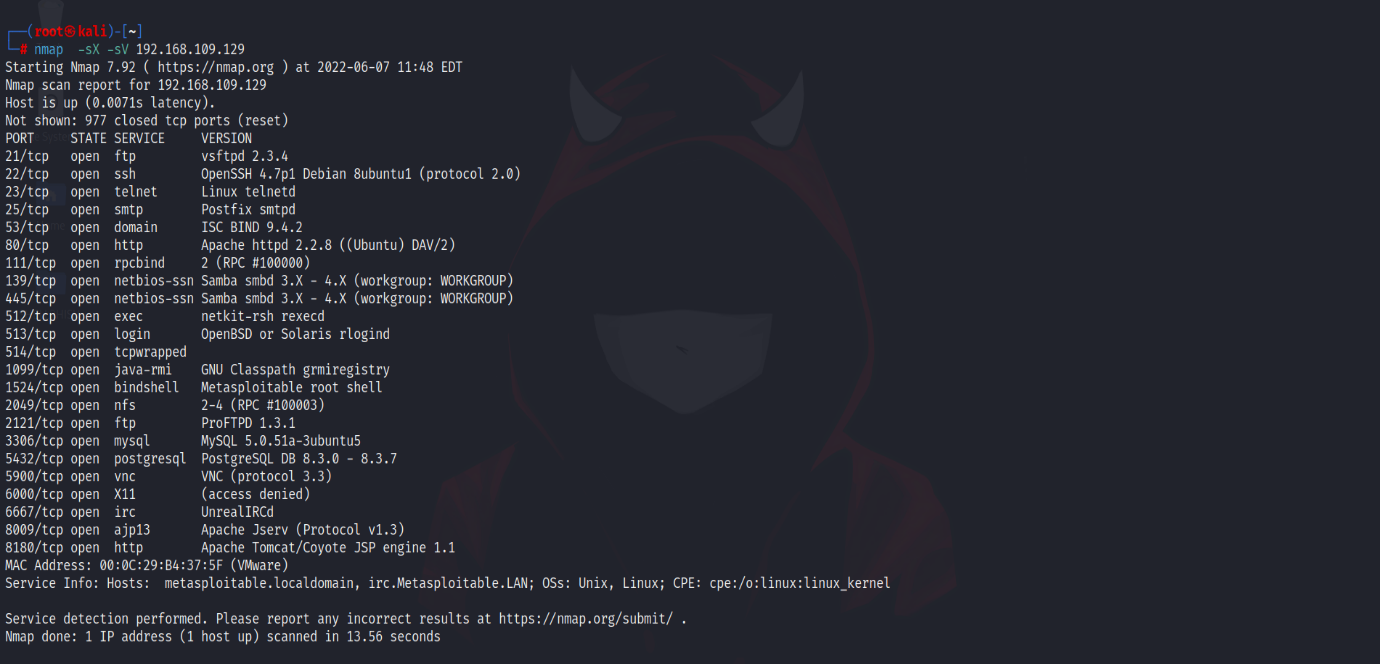 ┌──(root㉿kali)-[~]
└─# nmap  -sX -sV 192.168.109.129
Starting Nmap 7.92 ( https://nmap.org ) at 2022-06-07 11:48 EDT
Nmap scan report for 192.168.109.129
Host is up (0.0071s latency).
Not shown: 977 closed tcp ports (reset)
PORT     STATE SERVICE     VERSION
21/tcp   open  ftp         vsftpd 2.3.4
22/tcp   open  ssh         OpenSSH 4.7p1 Debian 8ubuntu1 (protocol 2.0)
23/tcp   open  telnet      Linux telnetd
25/tcp   open  smtp        Postfix smtpd
53/tcp   open  domain      ISC BIND 9.4.2
80/tcp   open  http        Apache httpd 2.2.8 ((Ubuntu) DAV/2)
111/tcp  open  rpcbind     2 (RPC #100000)
139/tcp  open  netbios-ssn Samba smbd 3.X - 4.X (workgroup: WORKGROUP)
445/tcp  open  netbios-ssn Samba smbd 3.X - 4.X (workgroup: WORKGROUP)
512/tcp  open  exec        netkit-rsh rexecd
513/tcp  open  login       OpenBSD or Solaris rlogind
514/tcp  open  tcpwrapped
1099/tcp open  java-rmi    GNU Classpath grmiregistry
1524/tcp open  bindshell   Metasploitable root shell
2049/tcp open  nfs         2-4 (RPC #100003)
2121/tcp open  ftp         ProFTPD 1.3.1
3306/tcp open  mysql       MySQL 5.0.51a-3ubuntu5
5432/tcp open  postgresql  PostgreSQL DB 8.3.0 - 8.3.7
5900/tcp open  vnc         VNC (protocol 3.3)
6000/tcp open  X11         (access denied)
6667/tcp open  irc         UnrealIRCd
8009/tcp open  ajp13       Apache Jserv (Protocol v1.3)
8180/tcp open  http        Apache Tomcat/Coyote JSP engine 1.1
MAC Address: 00:0C:29:B4:37:5F (VMware)
Service Info: Hosts:  metasploitable.localdomain, irc.Metasploitable.LAN; OSs: Unix, Linux; CPE: cpe:/o:linux:linux_kernel

Service detection performed. Please report any incorrect results at https://nmap.org/submit/ .
Nmap done: 1 IP address (1 host up) scanned in 13.56 seconds